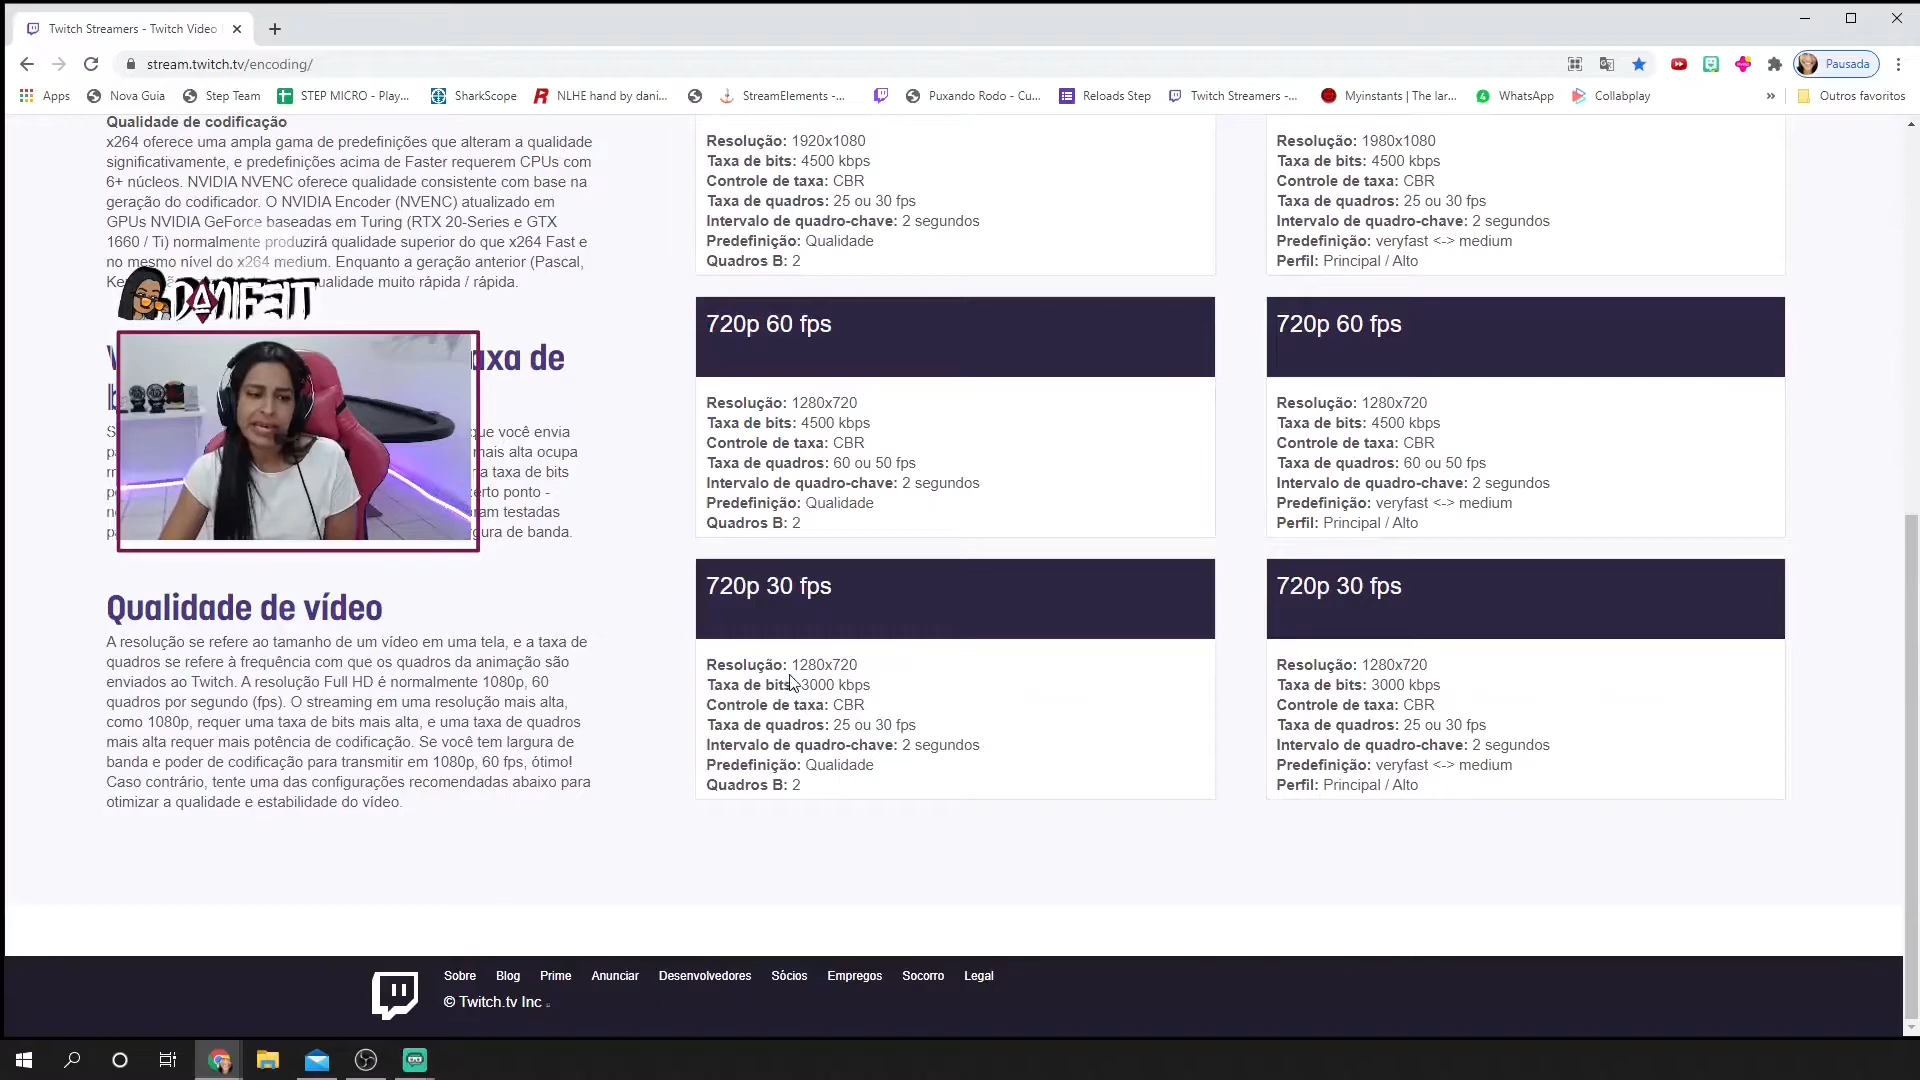 Twitch Streamers - Twitch Video
stream.twitch.tv/encoding/
Pausada
Apps
Nova Guia
Step Team
STEP MICRO - Play...
SharkScope
NLHE hand by dani...
StreamElements -...
Puxando Rodo - Cu...
Reloads Step
Twitch Streamers -...
Myinstants | The lar...
WhatsApp
Collabplay
»
Outros favoritos
Qualidade de codificação
x264 oferece uma ampla gama de predefinições que alteram a qualidade
significativamente, e predefinições acima de Faster requerem CPUs com
6+ núcleos. NVIDIA NVENC oferece qualidade consistente com base na
geração do codificador. O NVIDIA Encoder (NVENC) atualizado em
GPUs NVIDIA GeForce baseadas em Turing (RTX 20-Series e GTX
1660 / Ti) normalmente produzirá qualidade superior do que x264 Fast e
no mesmo nível do x264 medium. Enquanto a geração anterior (Pascal,
ualidade muito rápida / rápida.
DANIFEIT
axa de
que você envia
mais alta ocupa
a taxa de bits
erto ponto -
ram testadas
gura de banda.
Qualidade de vídeo
A resolução se refere ao tamanho de um vídeo em uma tela, e a taxa de
quadros se refere à frequência com que os quadros da animação são
enviados ao Twitch. A resolução Full HD é normalmente 1080p, 60
quadros por segundo (fps). O streaming em uma resolução mais alta,
como 1080p, requer uma taxa de bits mais alta, e uma taxa de quadros
mais alta requer mais potência de codificação. Se você tem largura de
banda e poder de codificação para transmitir em 1080p, 60 fps, ótimo!
Caso contrário, tente uma das configurações recomendadas abaixo para
otimizar a qualidade e estabilidade do vídeo.
Resolução: 1920x1080
Taxa de bits: 4500 kbps
Controle de taxa: CBR
Taxa de quadros: 25 ou 30 fps
Intervalo de quadro-chave: 2 segundos
Predefinição: Qualidade
Quadros B: 2
720p 60 fps
Resolução: 1280x720
Taxa de bits: 4500 kbps
Controle de taxa: CBR
Taxa de quadros: 60 ou 50 fps
Intervalo de quadro-chave: 2 segundos
Predefinição: Qualidade
Quadros B: 2
720p 30 fps
Resolução: 1280x720
Taxa de bits: 3000 kbps
Controle de taxa: CBR
Taxa de quadros: 25 ou 30 fps
Intervalo de quadro-chave: 2 segundos
Predefinição: Qualidade
Quadros B: 2
Resolução: 1980x1080
Taxa de bits: 4500 kbps
Controle de taxa: CBR
Taxa de quadros: 25 ou 30 fps
Intervalo de quadro-chave: 2 segundos
Predefinição: veryfast <-> medium
Perfil: Principal / Alto
720p 60 fps
Resolução: 1280x720
Taxa de bits: 4500 kbps
Controle de taxa: CBR
Taxa de quadros: 60 ou 50 fps
Intervalo de quadro-chave: 2 segundos
Predefinição: veryfast <-> medium
Perfil: Principal / Alto
720p 30 fps
Resolução: 1280x720
Taxa de bits: 3000 kbps
Controle de taxa: CBR
Taxa de quadros: 25 ou 30 fps
Intervalo de quadro-chave: 2 segundos
Predefinição: veryfast <-> medium
Perfil: Principal / Alto
Sobre Blog Prime Anunciar Desenvolvedores Sócios Empregos Socorro Legal
© Twitch.tv Inc